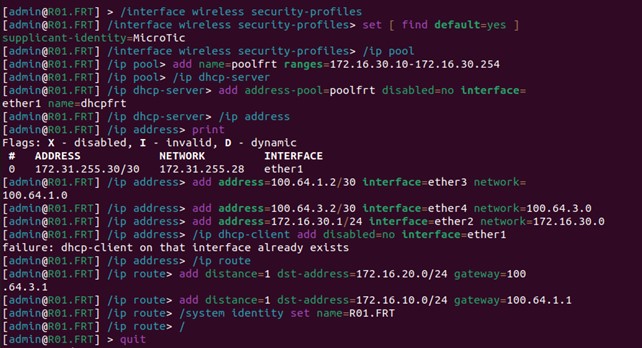 [admin@R01.FRT] > /interface wireless security-profiles
[admin@R01.FRT] /interface wireless security-profiles> set [ find default=yes ]
supplicant-identity=MicroTic
[admin@R01.FRT] /interface wireless security-profiles> /ip pool
[admin@R01.FRT] /ip pool> add name=poolfrt ranges=172.16.30.10-172.16.30.254
[admin@R01.FRT] /ip pool> /ip dhcp-server
[admin@R01.FRT] /ip dhcp-server> add address-pool=poolfrt disabled=no interface=
ether1 name=dhcpfrt
[admin@R01.FRT] /ip dhcp-server> /ip address
[admin@R01.FRT] /ip address> print
Flags: X - disabled, I - invalid, D - dynamic
# ADDRESS NETWORK INTERFACE
0 172.31.255.30/30 172.31.255.28 ether1
[admin@R01.FRT] /ip address> add address=100.64.1.2/30 interface=ether3 network=
100.64.1.0
[admin@R01.FRT] /ip address> add address=100.64.3.2/30 interface=ether4 network=100.64.3.0
[admin@R01.FRT] /ip address> add address=172.16.30.1/24 interface=ether2 network=172.16.30.0
[admin@R01.FRT] /ip address> /ip dhcp-client add disabled=no interface=ether1
failure: dhcp-client on that interface already exists
[admin@R01.FRT] /ip address> /ip route
[admin@R01.FRT] /ip route> add distance=1 dst-address=172.16.20.0/24 gateway=100
.64.3.1
[admin@R01.FRT] /ip route> add distance=1 dst-address=172.16.10.0/24 gateway=100.64.1.1
[admin@R01.FRT] /ip route> /system identity set name=R01.FRT
[admin@R01.FRT] /ip route> /
[admin@R01.FRT] > quit